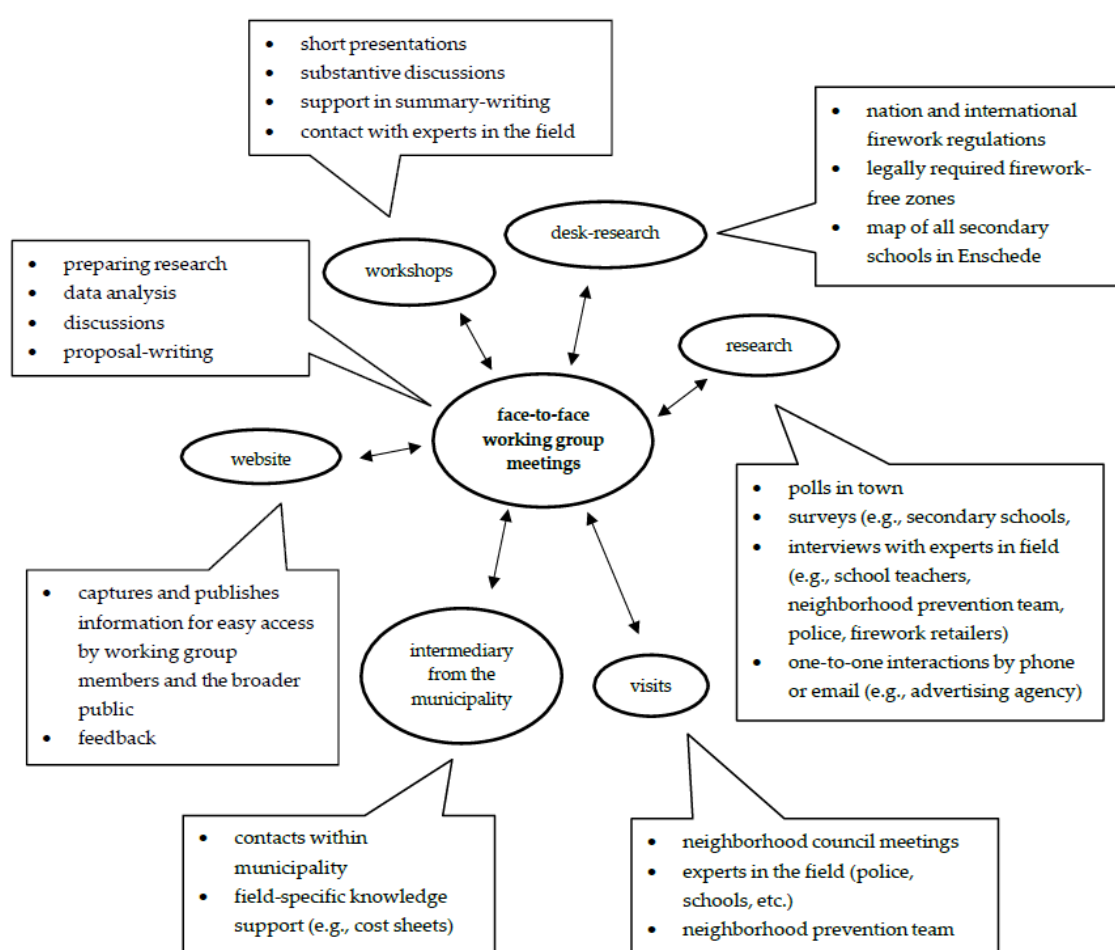 • short presentations
• substantive discussions
• support in summary-writing
• contact with experts in the field
• nation and international
firework regulations
• legally required firework-
free zones
• map of all secondary
schools in Enschede
desk-research
workshops
• preparing research
• data analysis
• discussions
• proposal-writing
research
face-to-face
working group
meetings
website
• polls in town
• surveys (e.g., secondary schools,
• interviews with experts in field
(e.g., school teachers,
neighborhood prevention team,
police, firework retailers)
• one-to-one interactions by phone
or email (e.g., advertising agency)
• captures and publishes
information for easy access
by working group
members and the broader
public
• feedback
intermediary
from the
municipality
visits
• contacts within
municipality
• field-specific knowledge
support (e.g., cost sheets)
• neighborhood council meetings
• experts in the field (police,
schools, etc.)
• neighborhood prevention team